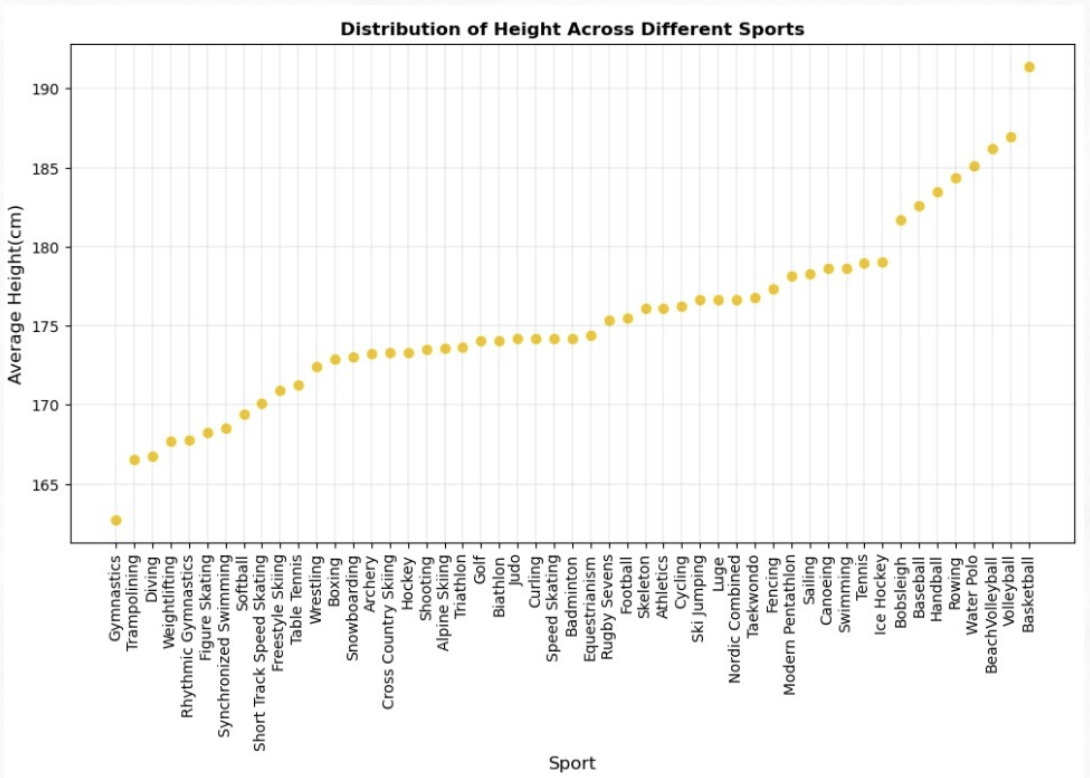 Distribution of Height Across Different Sports
Average Height(cm)
190
185
180
175
170
165
Gymnastics
Trampolining
Diving
Weightlifting
Rhythmic Gymnastics
Figure Skating
Synchronized Swimming
Softball
Short Track Speed Skating
Freestyle Skiing
Table Tennis
Wrestling
Boxing
Snowboarding
Archery
Cross Country Skiing
Hockey
Shooting
Alpine Skiing
Triathlon
Golf
Biathlon
Judo
Curling
Speed Skating
Badminton
Equestrianism
Rugby Sevens
Football
Skeleton
Athletics
Cycling
Ski Jumping
Luge
Nordic Combined
Taekwondo
Fencing
Modern Pentathlon
Sailing
Canoeing
Swimming
Tennis
Ice Hockey
Bobsleigh
Baseball
Handball
Rowing
Water Polo
BeachVolleyball
Volleyball
Basketball
Sport